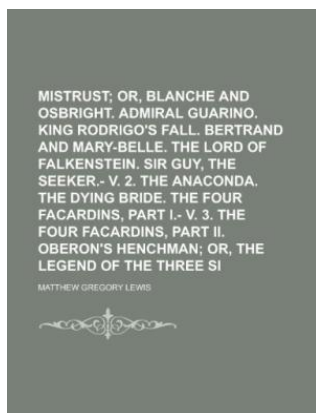 MISTRUST; OR, BLANCHE AND
OSBRIGHT. ADMIRAL GUARINO.
KING RODRIGO'S FALL. BERTRAND
AND MARY-BELLE. THE LORD OF
FALKENSTEIN. SIR GUY, THE
SEEKER.- V. 2. THE ANACONDA.
THE DYING BRIDE. THE FOUR
FACARDINS, PART I.- V. 3. THE
FOUR FACARDINS, PART II.
OBERON'S HENCHMAN; OR, THE
LEGEND OF THE THREE SI
MATTHEW GREGORY LEWIS